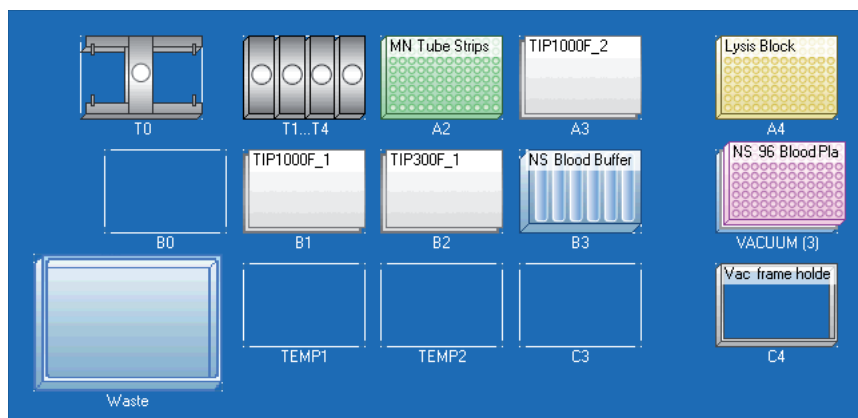 MN Tube Strips
TIP1000F_2
Lysis Block
T0
T1...T4
A2
A3
A4
TIP1000F_1
TIP300F_1
NS Blood Buffer
NS 96 Blood Pla
B0
B1
B2
B3
VACUUM (3)
Vac frame holde
TEMP1
TEMP2
C3
C4
Waste